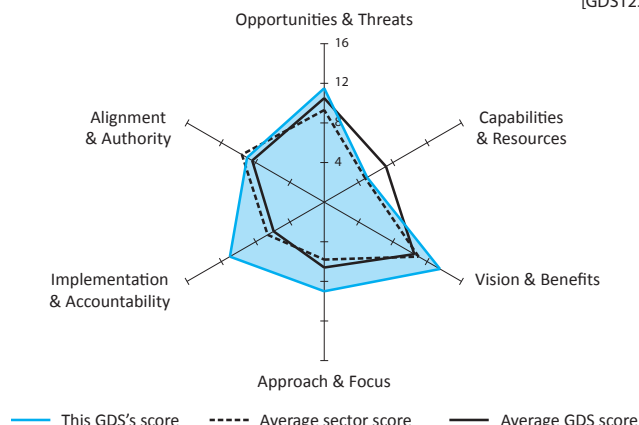 [GDS12
Opportunities & Threats
16
12
8
4
Alignment
& Authority
Capabilities
& Resources
Implementation
& Accountability
Vision & Benefits
Approach & Focus
This GDS's score
Average sector score
Average GDS score